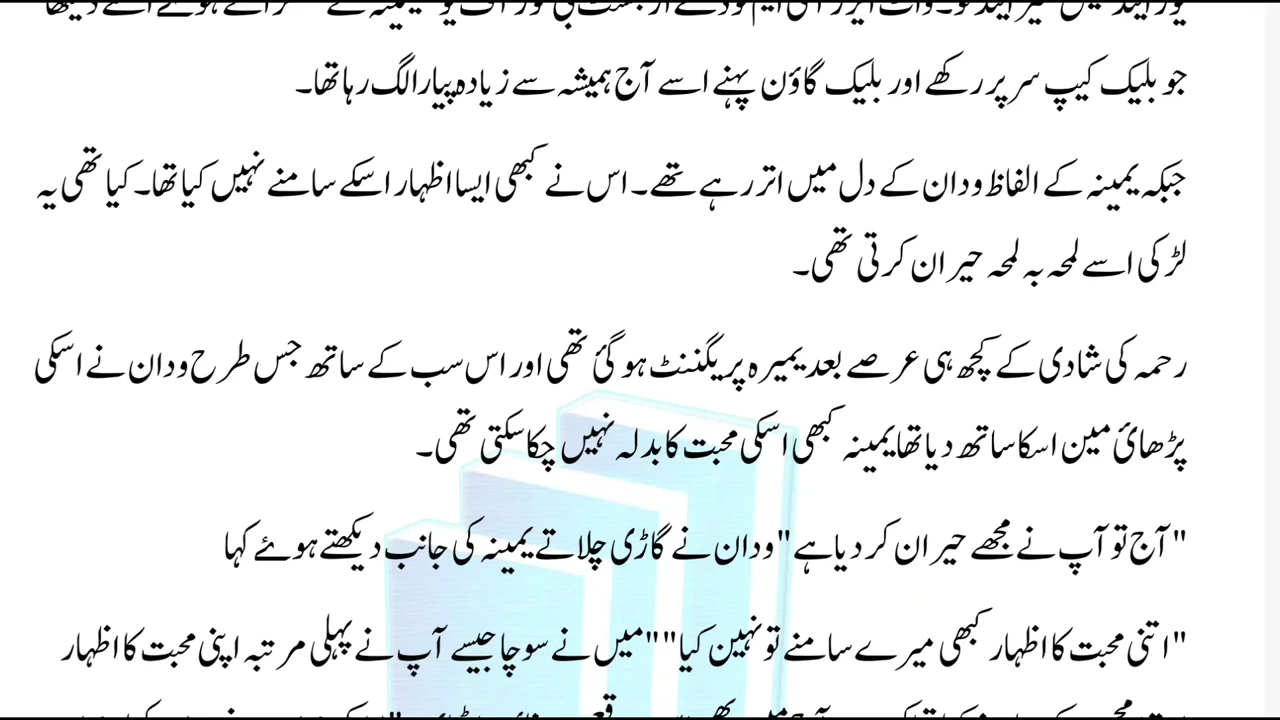 جو بلیک کیپ سر پر رکھے اور بلیک گاؤن پہنے اسے آج ہمیشہ سے زیادہ پیارا لگ رہا تھا۔
جبکہ یمینہ کے الفاظ ودان کے دل میں اتر رہے تھے۔ اس نے کبھی ایسا اظہار اسکے سامنے نہیں کیا تھا۔ کیا تھی یہ
لڑکی اسے لمحہ بہ لمحہ حیران کرتی تھی۔
رحمہ کی شادی کے کچھ ہی عرصے بعد یمیرہ پریگننٹ ہو گئ تھی اور اس سب کے ساتھ جس طرح ودان نے اسکی
پڑھائ مین اسکا ساتھ دیا تھا یمینہ کبھی اسکی محبت کا بدلہ نہیں چکا سکتی تھی۔
"آج تو آپ نے مجھے حیران کر دیا ہے" ودان نے گاڑی چلاتے یمینہ کی جانب دیکھتے ہوئے کہا
"اتنی محبت کا اظہار کبھی میرے سامنے تو نہین کیا" "میں نے سوچا جیسے آپ نے پہلی مرتبہ اپنی محبت کا اظہار